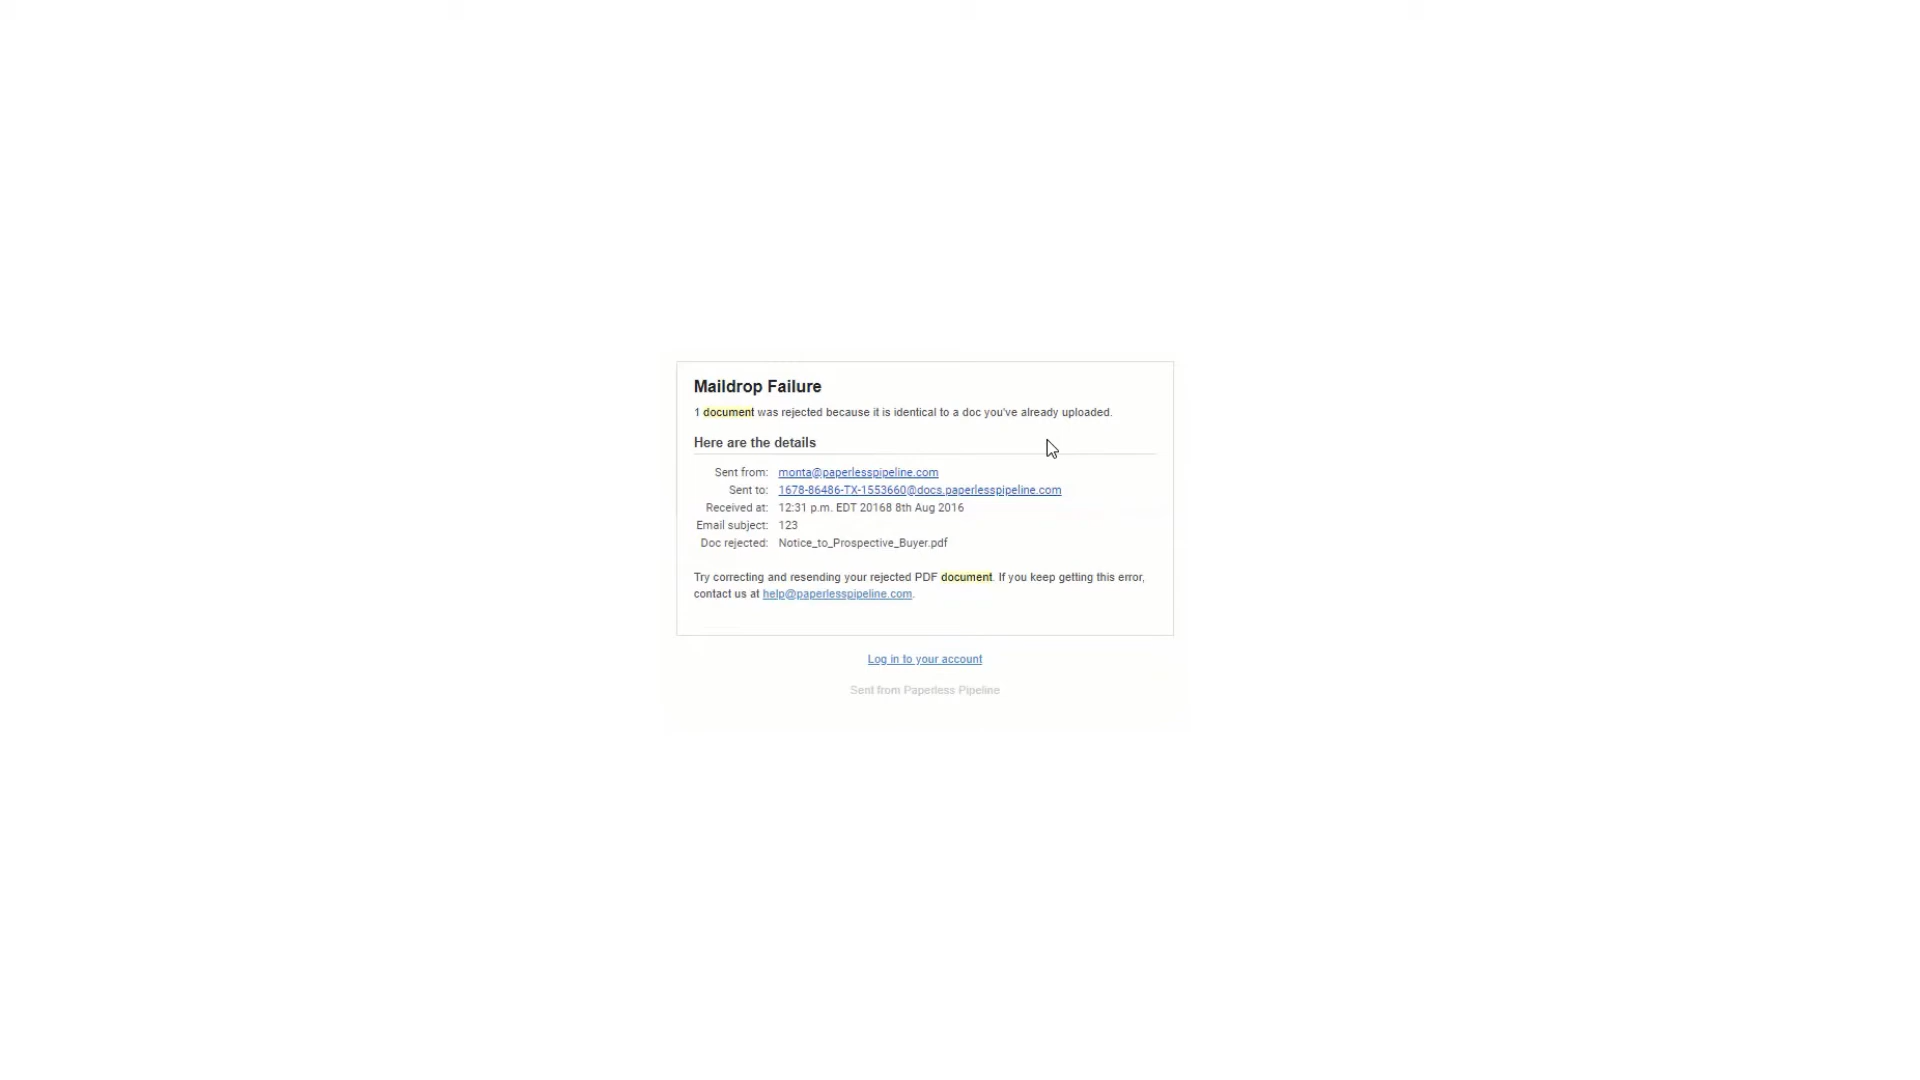 Maildrop Failure
1 document was rejected because it is identical to a doc you've already uploaded.
Here are the details
Sent from: monta@paperlesspipeline.com
Sent to: 1678-86486-TX-1553660@docs.paperlesspipeline.com
Received at: 12:31 p.m. EDT 20168 8th Aug 2016
Email subject: 123
Doc rejected: Notice_to_Prospective_Buyer.pdf
Try correcting and resending your rejected PDF document. If you keep getting this error,
contact us at help@paperlesspipeline.com.
Log in to your account
Sent from Paperless Pipeline